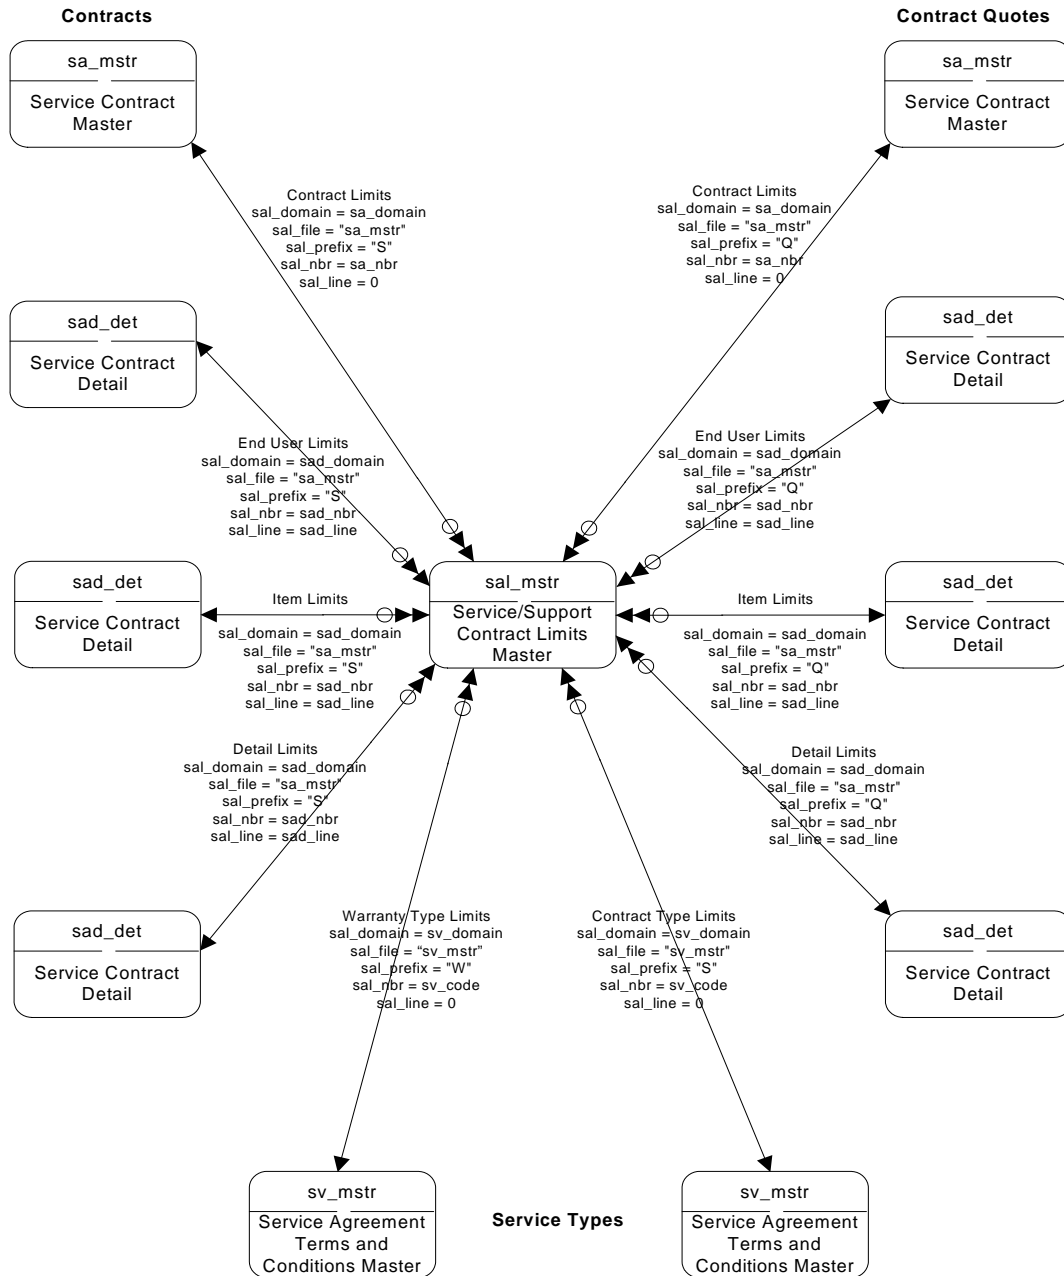 Contracts
Contract Quotes
sa_mstr
Service Contract
Master
sa_mstr
Service Contract
Master
Contract Limits
sal_domain = sa_domain
sal_file = "sa_mstr"
sal_prefix = "S"
sal_nbr = sa_nbr
sal_line = 0
Contract Limits
sal_domain = sa_domain
sal_file = "sa_mstr"
sal_prefix = "Q"
sal_nbr = sa_nbr
sal_line = 0
sad_det
Service Contract
Detail
sad_det
Service Contract
Detail
End User Limits
sal_domain = sad_domain
sal_file = "sa_mstr"
sal_prefix = "S"
sal_nbr = sad_nbr
sal_line = sad_line
End User Limits
sal_domain = sad_domain
sal_file = "sa_mstr"
sal_prefix = "Q"
sal_nbr = sad_nbr
sal_line = sad_line
sad_det
Service Contract
Detail
sal_mstr
Service/Support
Contract Limits
Master
sad_det
Service Contract
Detail
Item Limits
sal_domain = sad_domain
sal_file = "sa_mstr"
sal_prefix = "S"
sal_nbr = sad_nbr
sal_line = sad_line
Item Limits
sal_domain = sad_domain
sal_file = "sa_mstr"
sal_prefix = "Q"
sal_nbr = sad_nbr
sal_line = sad_line
Detail Limits
sal_domain = sad_domain
sal_file = "sa_mstr"
sal_prefix = "S"
sal_nbr = sad_nbr
sal_line = sad_line
Detail Limits
sal_domain = sad_domain
sal_file = "sa_mstr"
sal_prefix = "Q"
sal_nbr = sad_nbr
sal_line = sad_line
sad_det
Service Contract
Detail
Warranty Type Limits
sal_domain = sv_domain
sal_file = “sv_mstr”
sal_prefix = "W"
sal_nbr = sv_code
sal_line = 0
Contract Type Limits
sal_domain = sv_domain
sal_file = "sv_mstr"
sal_prefix = "S"
sal_nbr = sv_code
sal_line = 0
sad_det
Service Contract
Detail
sv_mstr
Service Agreement
Terms and
Conditions Master
Service Types
sv_mstr
Service Agreement
Terms and
Conditions Master